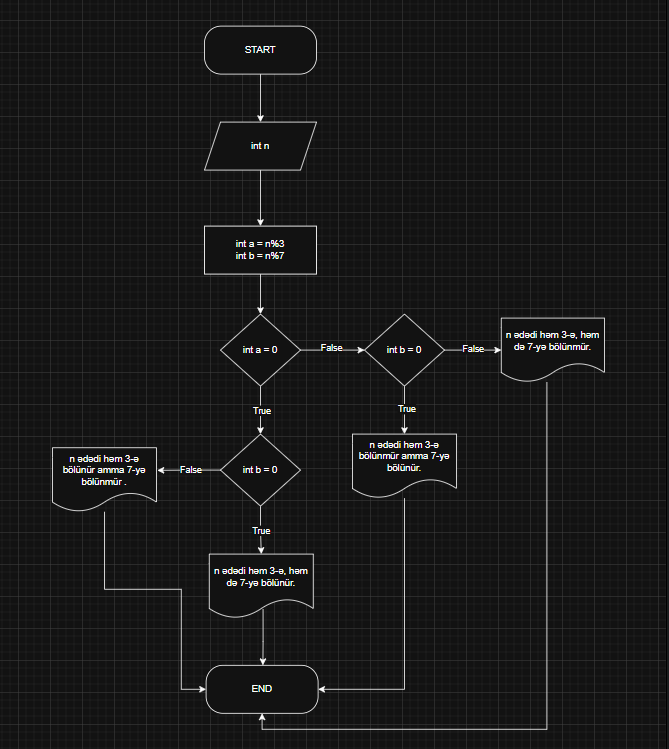 START
int n
int a = n%3
int b = n%7
int a = 0
False
int b = 0
False
n ədədi həm 3-ə, həm
də 7-yə bölünmür.
True
True
n ədədi həm 3-ə
bölünür amma 7-yə
bölünmür .
False
int b = 0
n ədədi həm 3-ə
bölünmür amma 7-yə
bölünür.
True
n ədədi həm 3-ə, həm
də 7-yə bölünür.
END